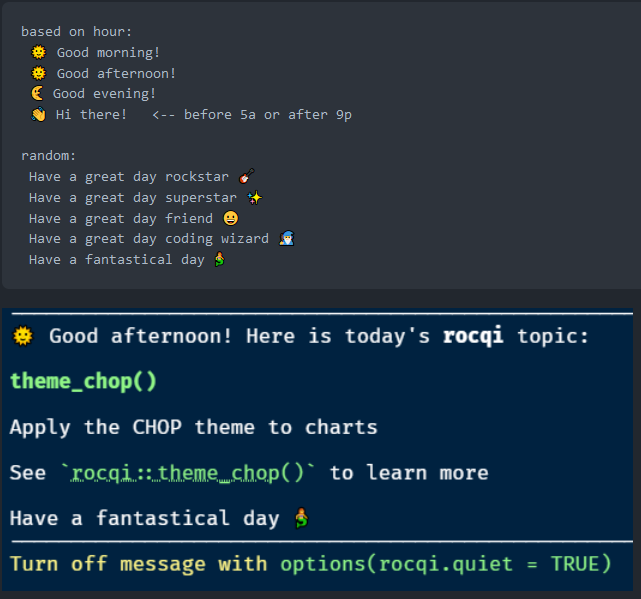 based on hour:
🌞 Good morning!
🌞 Good afternoon!
🌜 Good evening!
👋 Hi there!   <-- before 5a or after 9p
random:
Have a great day rockstar 🎸
Have a great day superstar ✨
Have a great day friend 😀
Have a great day coding wizard 🧙
Have a fantastical day 🧜
🌞 Good afternoon! Here is today's rocqi topic:
theme_chop()
Apply the CHOP theme to charts
See `rocqi::theme_chop()` to learn more
Have a fantastical day 🧜
Turn off message with options(rocqi.quiet = TRUE)